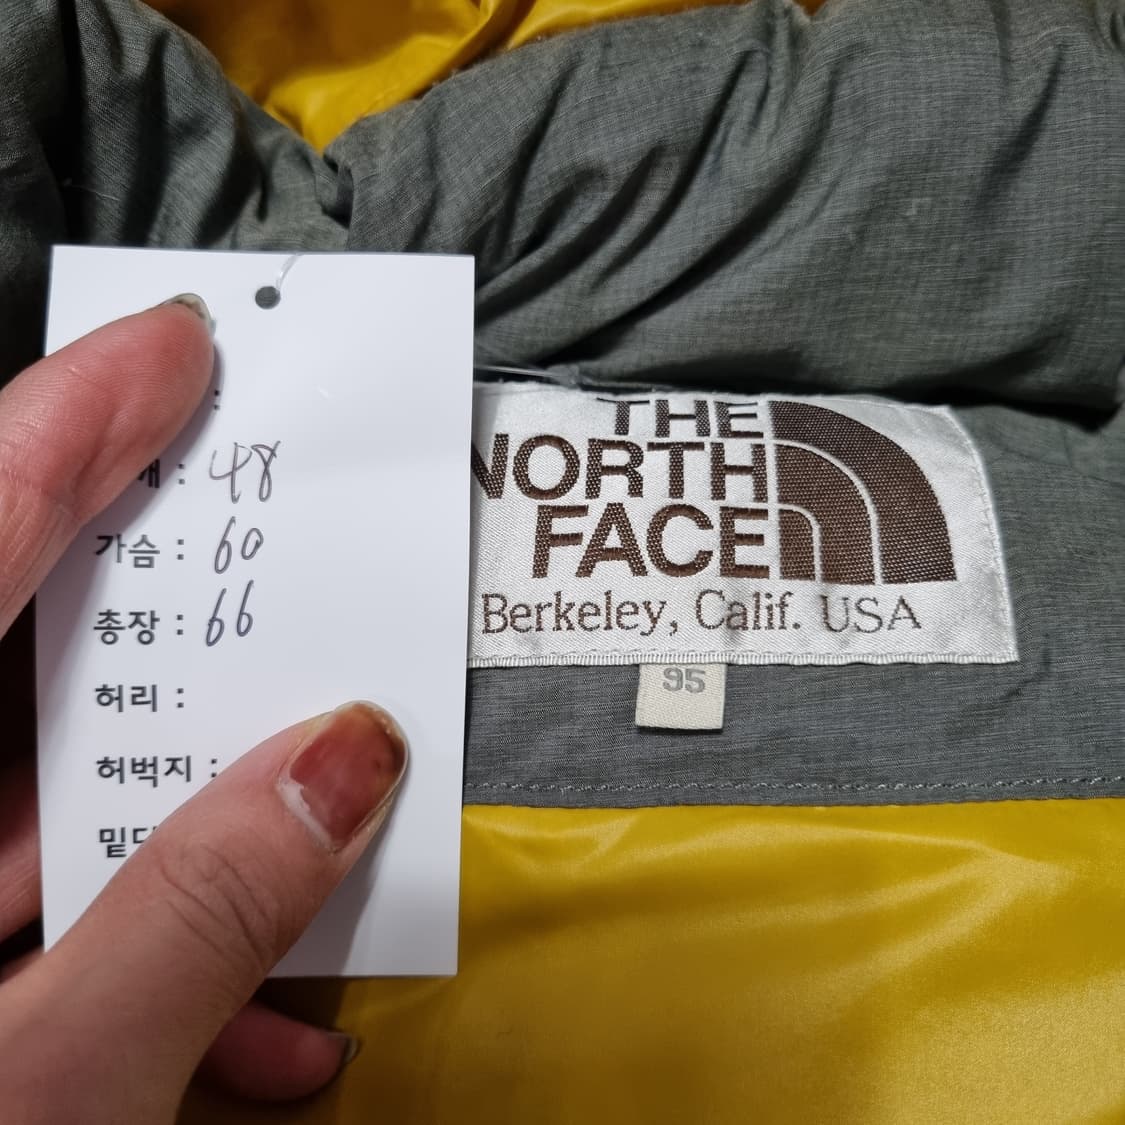 :
: 48
가슴 : 60
총장 : 66
허리 :
허벅지 :
밑
THE
NORTH
FACE
Berkeley, Calif. USA
95